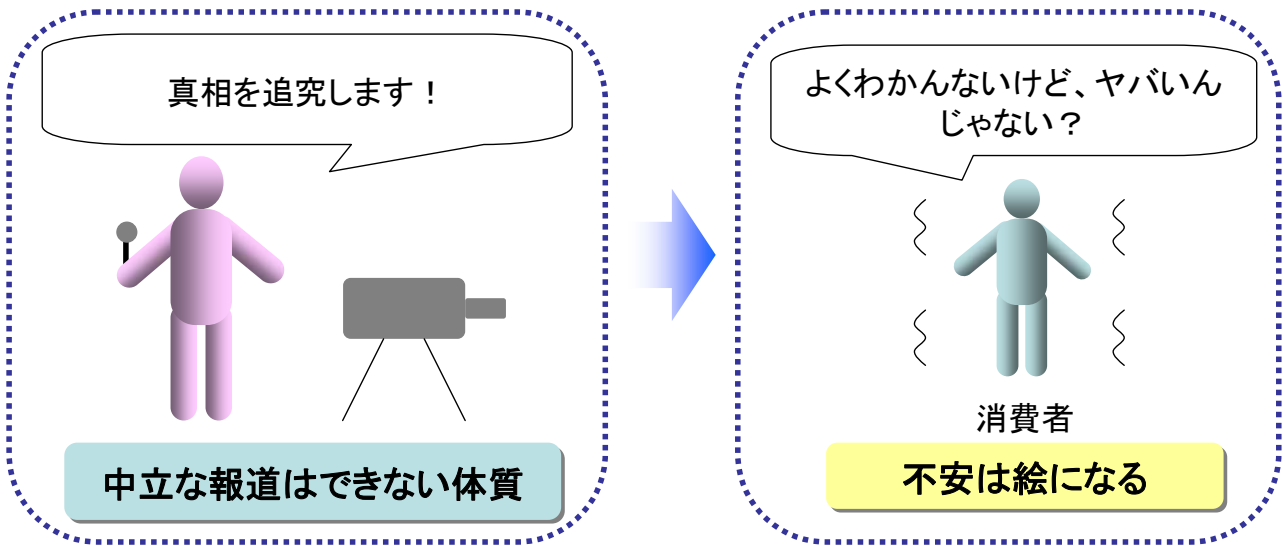 真相を追究します！
中立な報道はできない体質
よくわかんないけど、ヤバいん
じゃない？
消費者
不安は絵になる